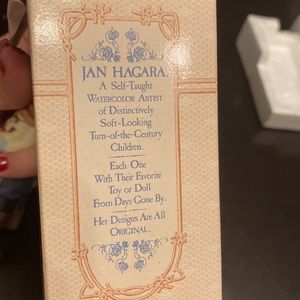 JAN HAGARA.
A Self-Taught
WATERCOLOR ARTIST
of Distinctively
Soft-Looking
Turn-of-the-Century
Children.
Each One
With Their Favorite
Toy or Doll
From Days Gone By.
Her Designs Are All
ORIGINAL.